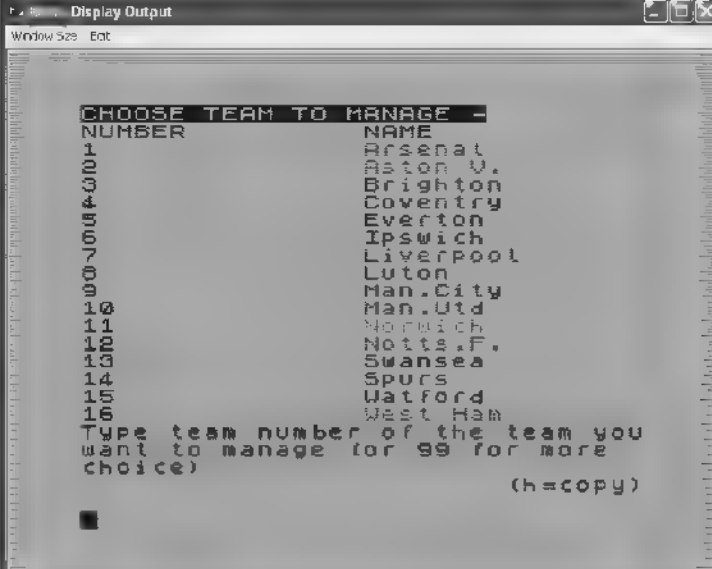 Display Output
Window Size Edit
CHOOSE TEAM TO MANAGE -
NUMBER NAME
1 Arsenal
2 Aston V.
3 Brighton
4 Coventry
5 Everton
6 Ipswich
7 Liverpool
8 Luton
9 Man.City
10 Man.Utd
11 Norwich
12 Notts.F.
13 Swansea
14 Spurs
15 Watford
16 West Ham
Type team number of the team you
want to manage (or 99 for more
choice)
(h=copy)